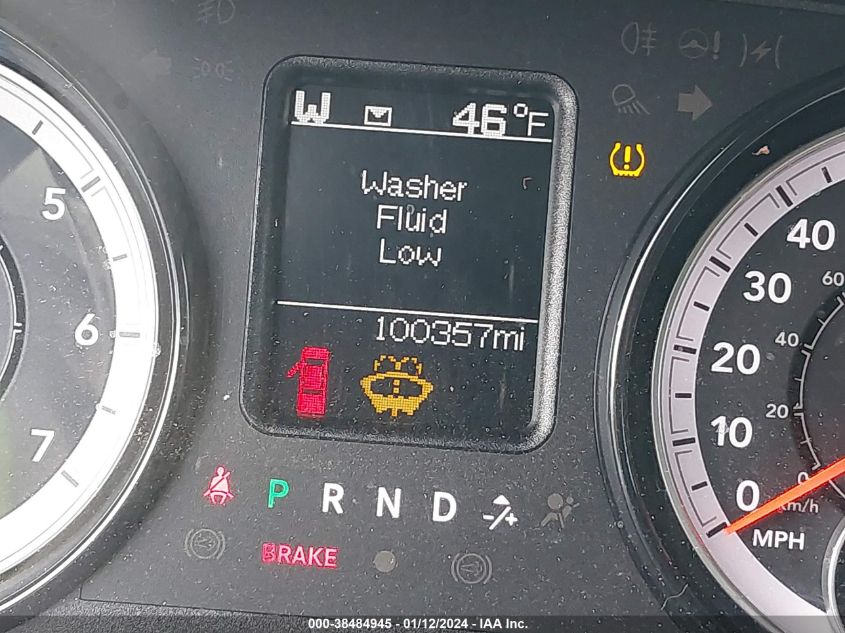 W 46°F
Washer
Fluid
Low
100357mi
5
6
7
P R N D -/+
BRAKE
40
30
20
10
0
MPH
60
40
20
0
km/h
000-38484945 - 01/12/2024 - IAA Inc.